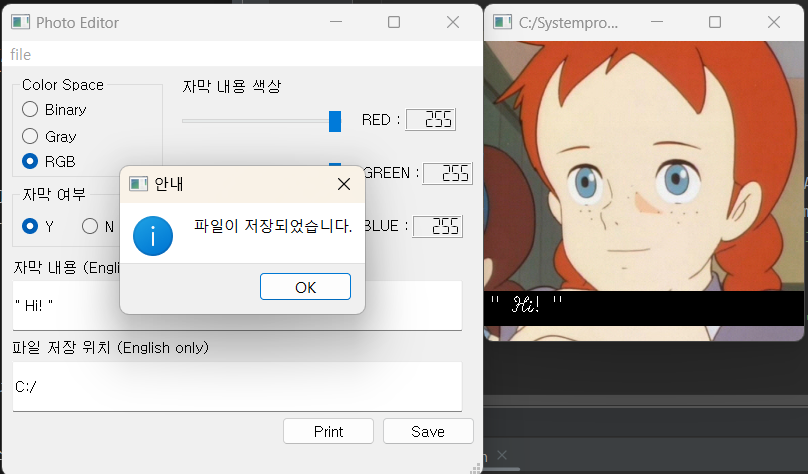 Photo Editor
file
Color Space
Binary
Gray
RGB
자막 여부
Y N
자막 내용 색상
RED : 255
GREEN : 255
BLUE : 255
안내
파일이 저장되었습니다.
OK
자막 내용 (Engli
" Hi! "
파일 저장 위치 (English only)
C:/
Print Save
C:/Systempro...
" Hi! "